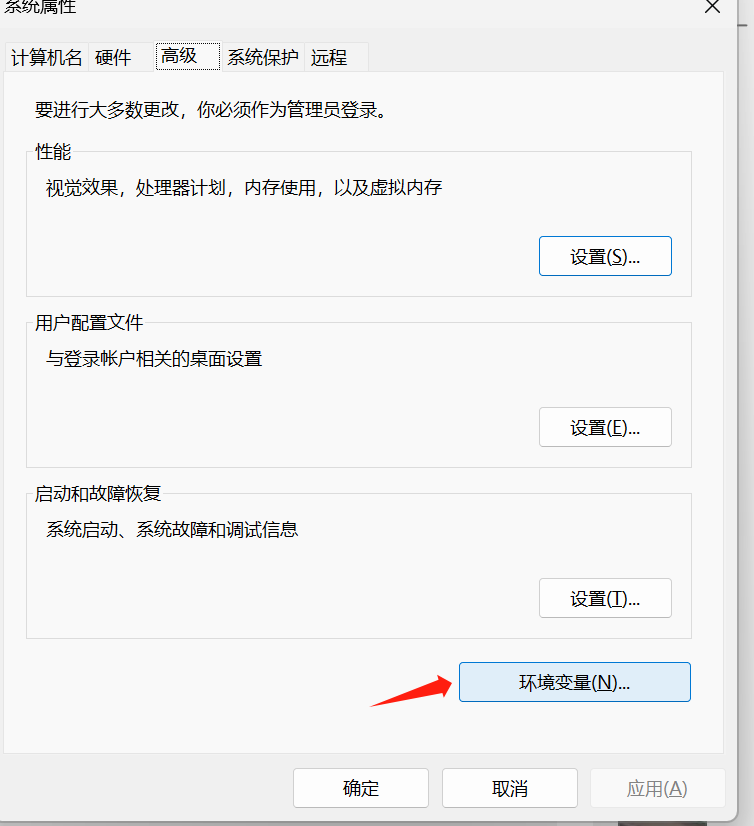 系统属性
计算机名 硬件 高级 系统保护 远程
要进行大多数更改，你必须作为管理员登录。
性能
视觉效果，处理器计划，内存使用，以及虚拟内存
设置(S)...
用户配置文件
与登录帐户相关的桌面设置
设置(E)...
启动和故障恢复
系统启动、系统故障和调试信息
设置(T)...
环境变量(N)...
确定 取消 应用(A)